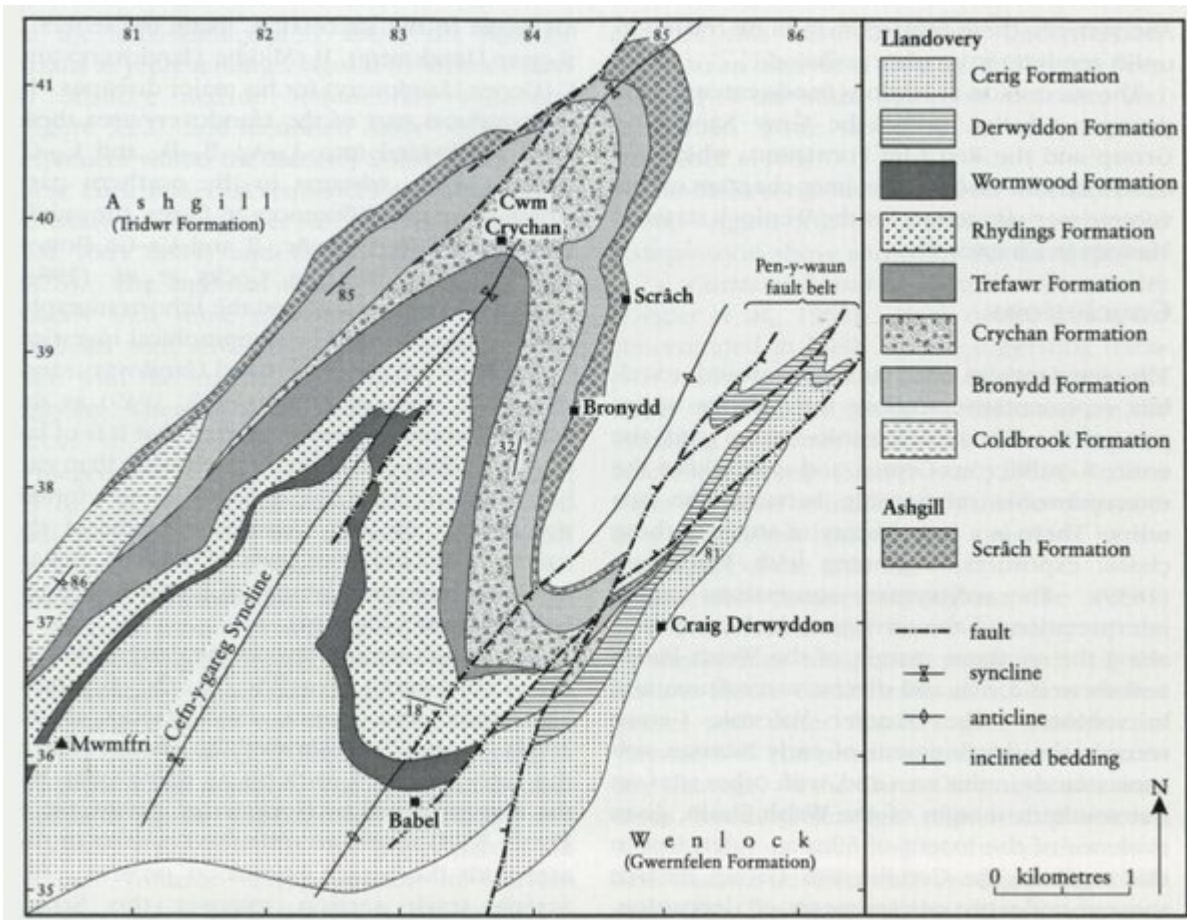 81
82
83
84
85
86
41
40
39
38
37
36
35
Ashgill
(Tridwr Formation)
Cwm
Crychan
85
Scrâch
Pen-y-waun
fault belt
Bronydd
32
81
86
Craig Derwyddon
Cefn-y-gareg Syncline
18
Mwmffri
Babel
Wenlock
(Gwernfelen Formation)
Llandovery
Cerig Formation
Derwyddon Formation
Wormwood Formation
Rhydings Formation
Trefawr Formation
Crychan Formation
Bronydd Formation
Coldbrook Formation
Ashgill
Scrâch Formation
fault
syncline
anticline
inclined bedding
N
0 kilometres 1